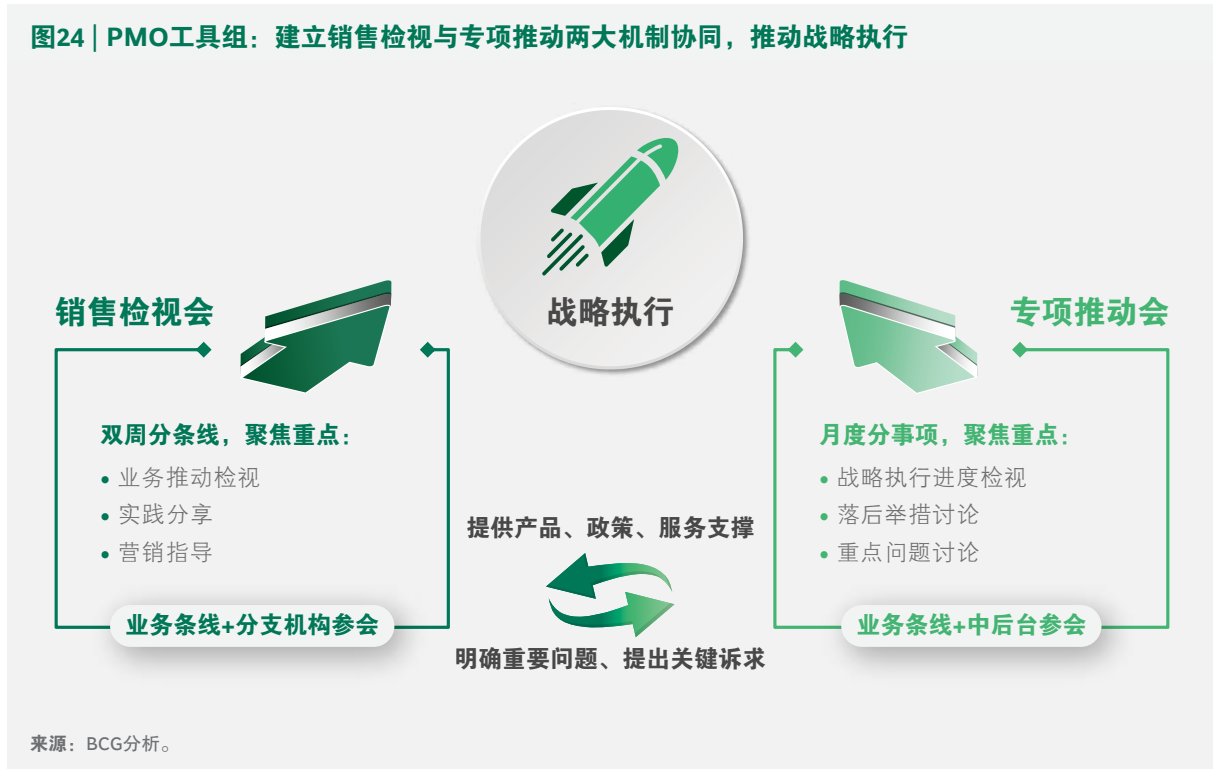 图24 | PMO工具组：建立销售检视与专项推动两大机制协同，推动战略执行
战略执行
销售检视会
双周分条线，聚焦重点：
• 业务推动检视
• 实践分享
• 营销指导
业务条线+分支机构参会
提供产品、政策、服务支撑
明确重要问题、提出关键诉求
专项推动会
月度分事项，聚焦重点：
• 战略执行进度检视
• 落后举措讨论
• 重点问题讨论
业务条线+中后台参会
来源：BCG分析。